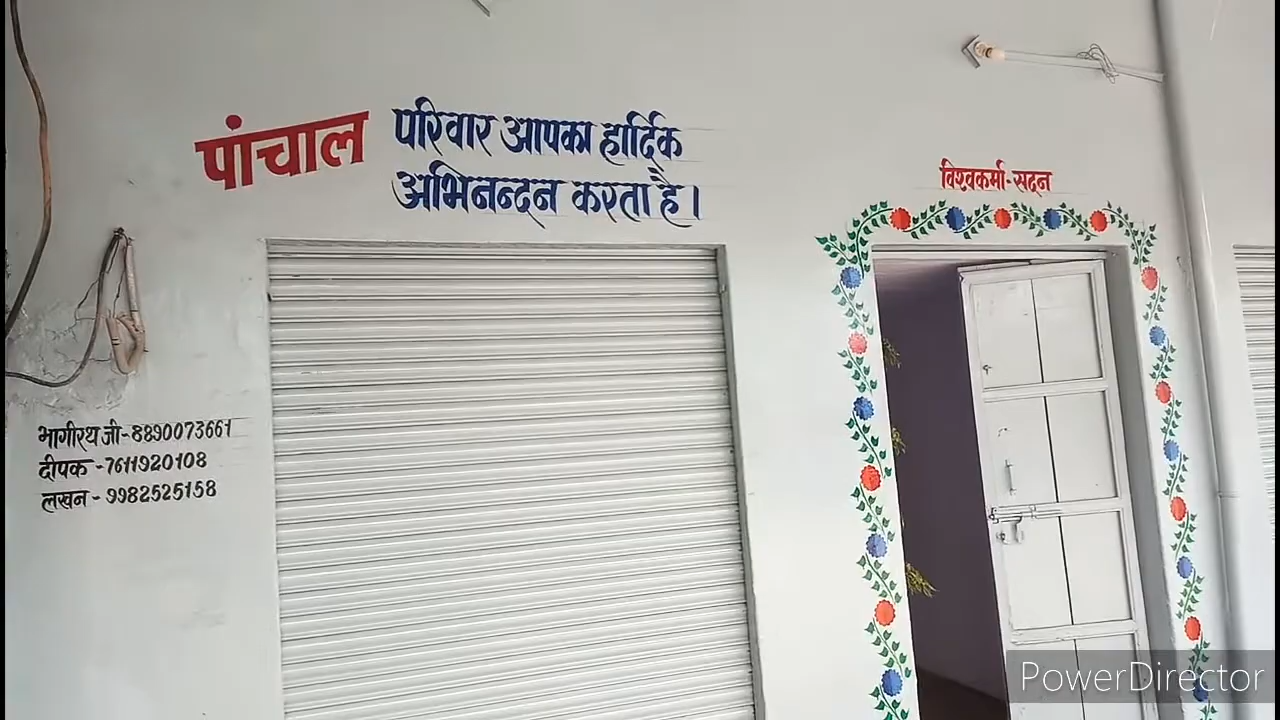 पांचाल परिवार आपका हार्दिक
अभिनन्दन करता है।
विश्वकर्मा-सदन
भागीरथ जी-8890073661
दीपक-7611920108
लखन-9982525158
PowerDirector